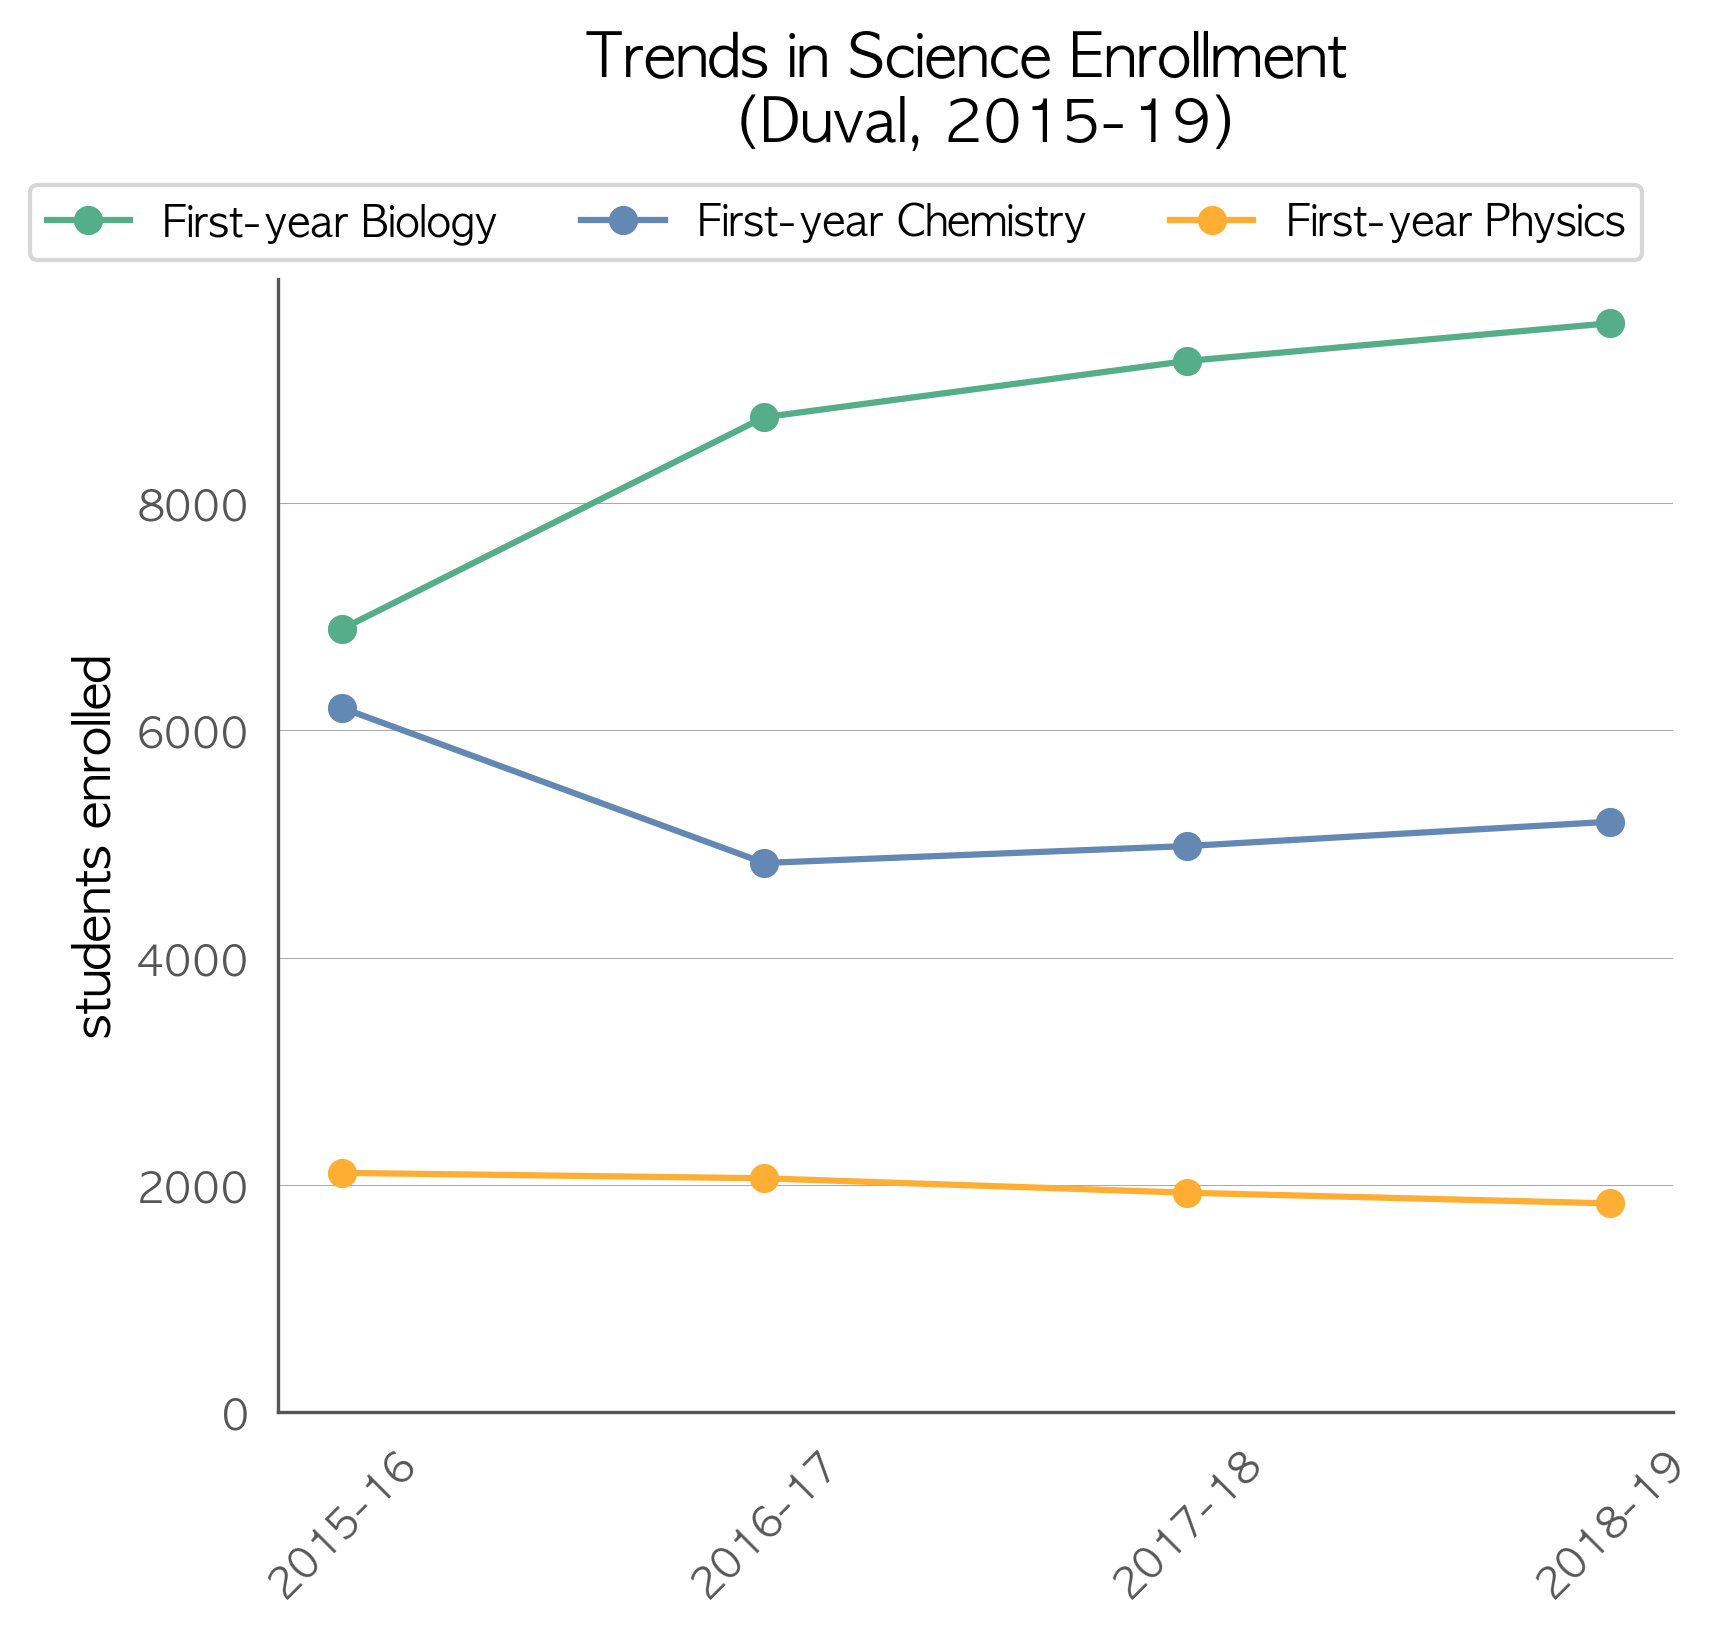 Trends in Science Enrollment
(Duval, 2015-19)
First-year Biology First-year Chemistry First-year Physics
students enrolled
8000
6000
4000
2000
0
2015-16 2016-17 2017-18 2018-19